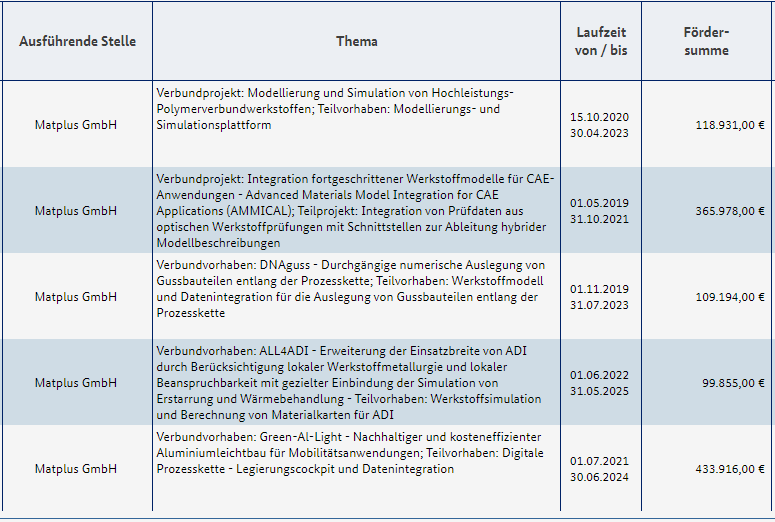 Ausführende Stelle
Thema
Laufzeit
von / bis
Förder-
summe
Matplus GmbH
Verbundprojekt: Modellierung und Simulation von Hochleistungs-
Polymerverbundwerkstoffen; Teilvorhaben: Modellierungs- und
Simulationsplattform
15.10.2020
30.04.2023
118.931,00 €
Matplus GmbH
Verbundprojekt: Integration fortgeschrittener Werkstoffmodelle für CAE-
Anwendungen - Advanced Materials Model Integration for CAE
Applications (AMMICAL); Teilprojekt: Integration von Prüfdaten aus
optischen Werkstoffprüfungen mit Schnittstellen zur Ableitung hybrider
Modellbeschreibungen
01.05.2019
31.10.2021
365.978,00 €
Matplus GmbH
Verbundvorhaben: DNAguss - Durchgängige numerische Auslegung von
Gussbauteilen entlang der Prozesskette; Teilvorhaben: Werkstoffmodell
und Datenintegration für die Auslegung von Gussbauteilen entlang der
Prozesskette
01.11.2019
31.07.2023
109.194,00 €
Matplus GmbH
Verbundvorhaben: ALL4ADI - Erweiterung der Einsatzbreite von ADI
durch Berücksichtigung lokaler Werkstoffmetallurgie und lokaler
Beanspruchbarkeit mit gezielter Einbindung der Simulation von
Erstarrung und Wärmebehandlung - Teilvorhaben: Werkstoffsimulation
und Berechnung von Materialkarten für ADI
01.06.2022
31.05.2025
99.855,00 €
Matplus GmbH
Verbundvorhaben: Green-Al-Light - Nachhaltiger und kosteneffizienter
Aluminiumleichtbau für Mobilitätsanwendungen; Teilvorhaben: Digitale
Prozesskette - Legierungscockpit und Datenintegration
01.07.2021
30.06.2024
433.916,00 €